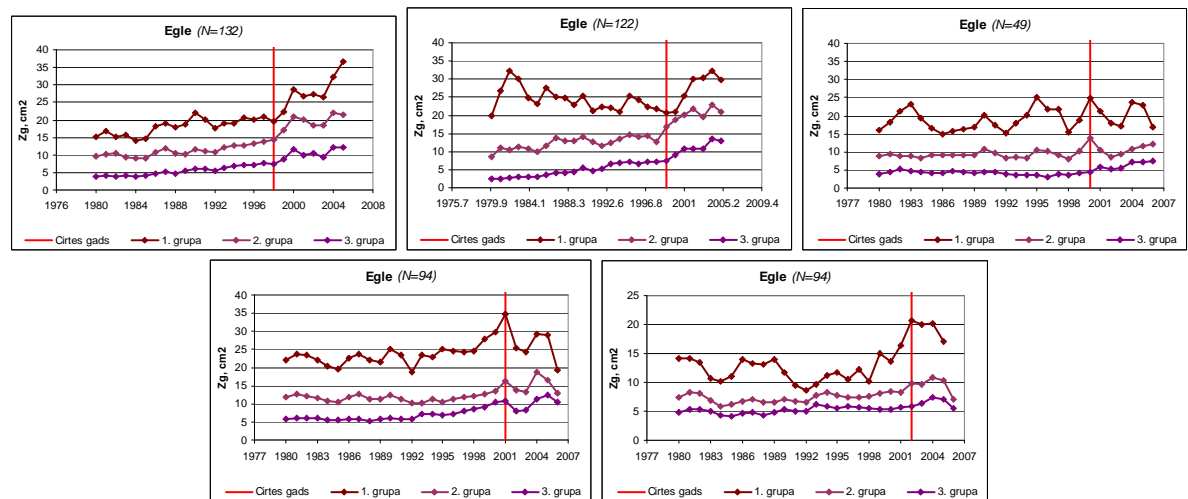 Egle (N=132)
Zg, cm2
40
35
30
25
20
15
10
5
0
1976 1980 1984 1988 1992 1996 2000 2004 2008
Cirtes gads 1. grupa 2. grupa 3. grupa
Egle (N=122)
Zg, cm2
40
35
30
25
20
15
10
5
0
1975.7 1979.9 1984.1 1988.3 1992.6 1996.8 2001 2005.2 2009.4
Cirtes gads 1. grupa 2. grupa 3. grupa
Egle (N=49)
Zg, cm2
40
35
30
25
20
15
10
5
0
1977 1980 1983 1986 1989 1992 1995 1998 2001 2004 2007
Cirtes gads 1. grupa 2. grupa 3. grupa
Egle (N=94)
Zg, cm2
40
35
30
25
20
15
10
5
0
1977 1980 1983 1986 1989 1992 1995 1998 2001 2004 2007
Cirtes gads 1. grupa 2. grupa 3. grupa
Egle (N=94)
Zg, cm2
25
20
15
10
5
0
1977 1980 1983 1986 1989 1992 1995 1998 2001 2004 2007
Cirtes gads 1. grupa 2. grupa 3. grupa